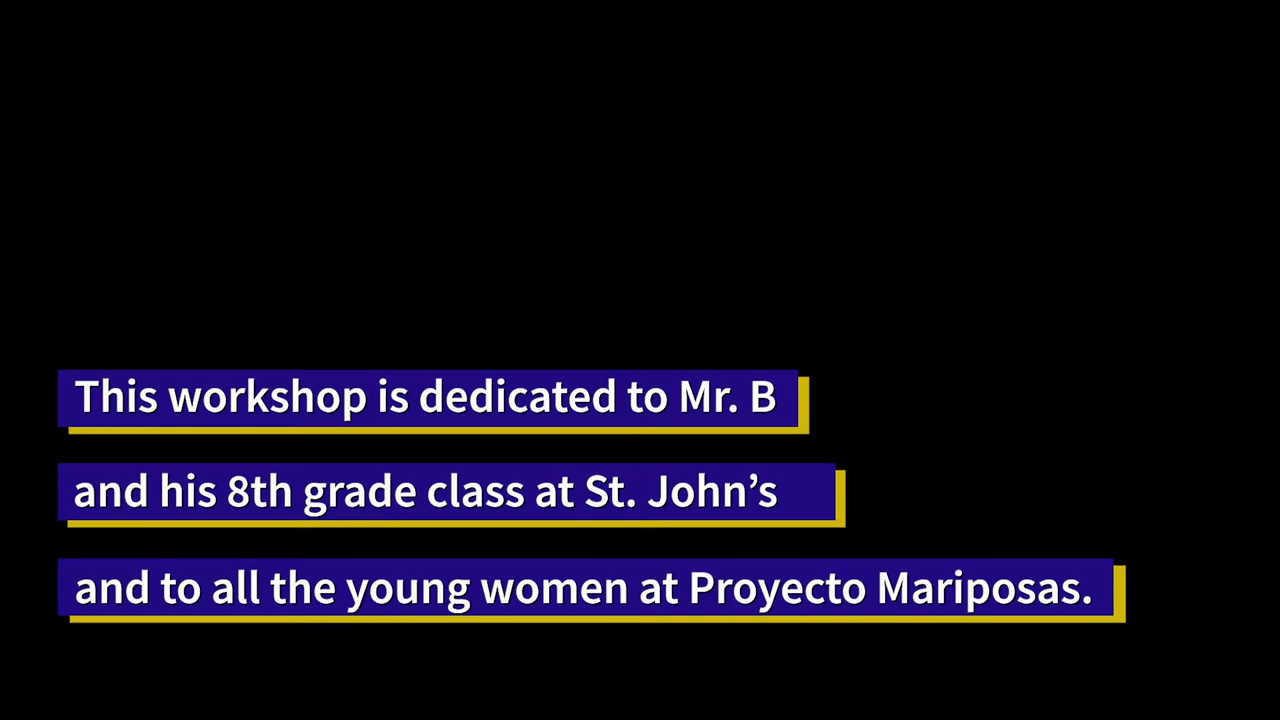 This workshop is dedicated to Mr. B
and his 8th grade class at St. John’s
and to all the young women at Proyecto Mariposas.